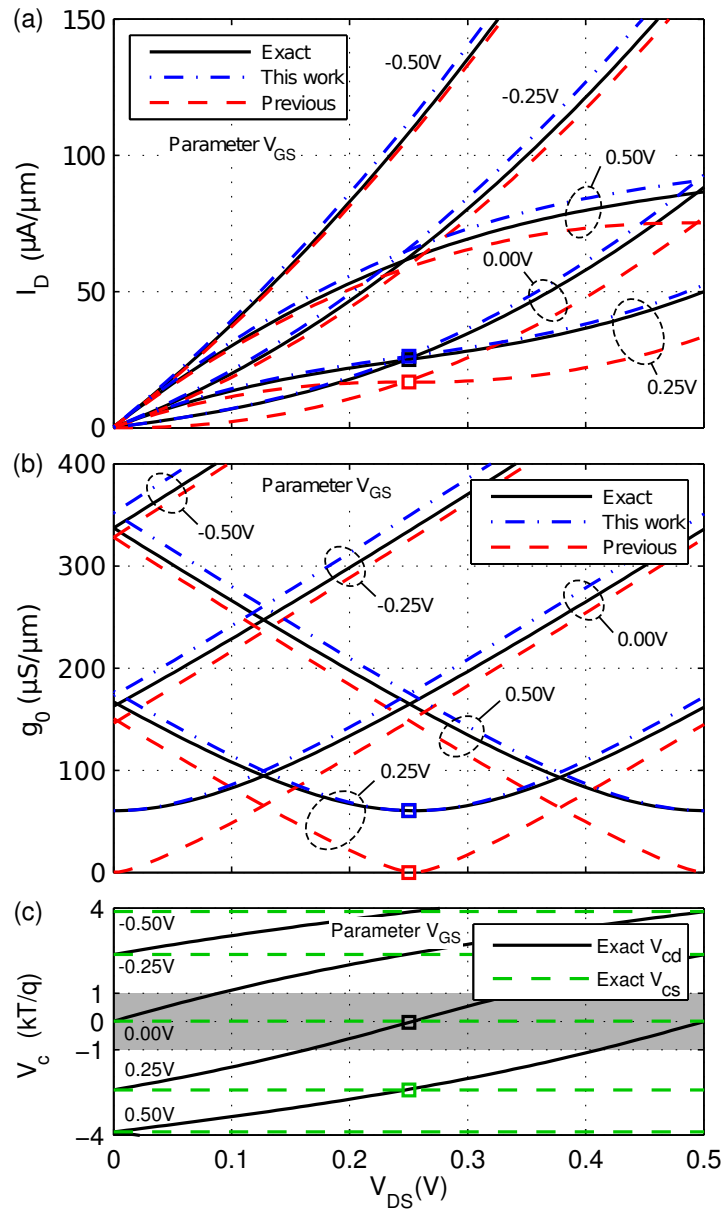 (a)
150
100
50
0
I_D (µA/µm)
Exact
This work
Previous
Parameter V_GS
-0.50V
-0.25V
0.50V
0.00V
0.25V
(b)
400
300
200
100
0
g_0 (µS/µm)
Parameter V_GS
Exact
This work
Previous
-0.50V
-0.25V
0.00V
0.50V
0.25V
(c)
4
1
0
−1
−4
V_c (kT/q)
Parameter V_GS
Exact V_cd
Exact V_cs
-0.50V
-0.25V
0.00V
0.25V
0.50V
0 0.1 0.2 0.3 0.4 0.5
V_DS(V)